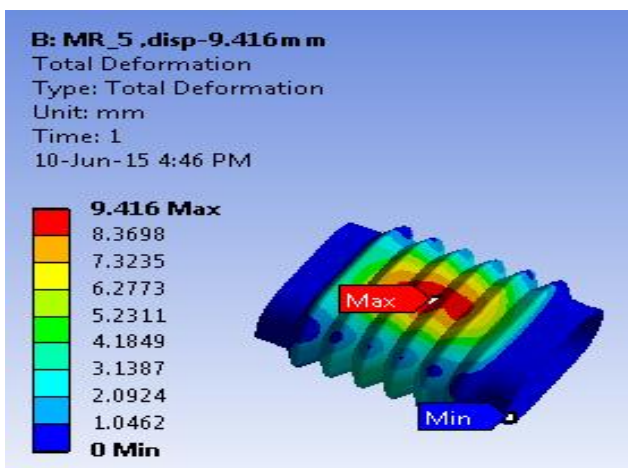 B: MR_5 ,disp-9.416mm
Total Deformation
Type: Total Deformation
Unit: mm
Time: 1
10-Jun-15 4:46 PM
9.416 Max
8.3698
7.3235
6.2773
5.2311
4.1849
3.1387
2.0924
1.0462
0 Min
Max
Min